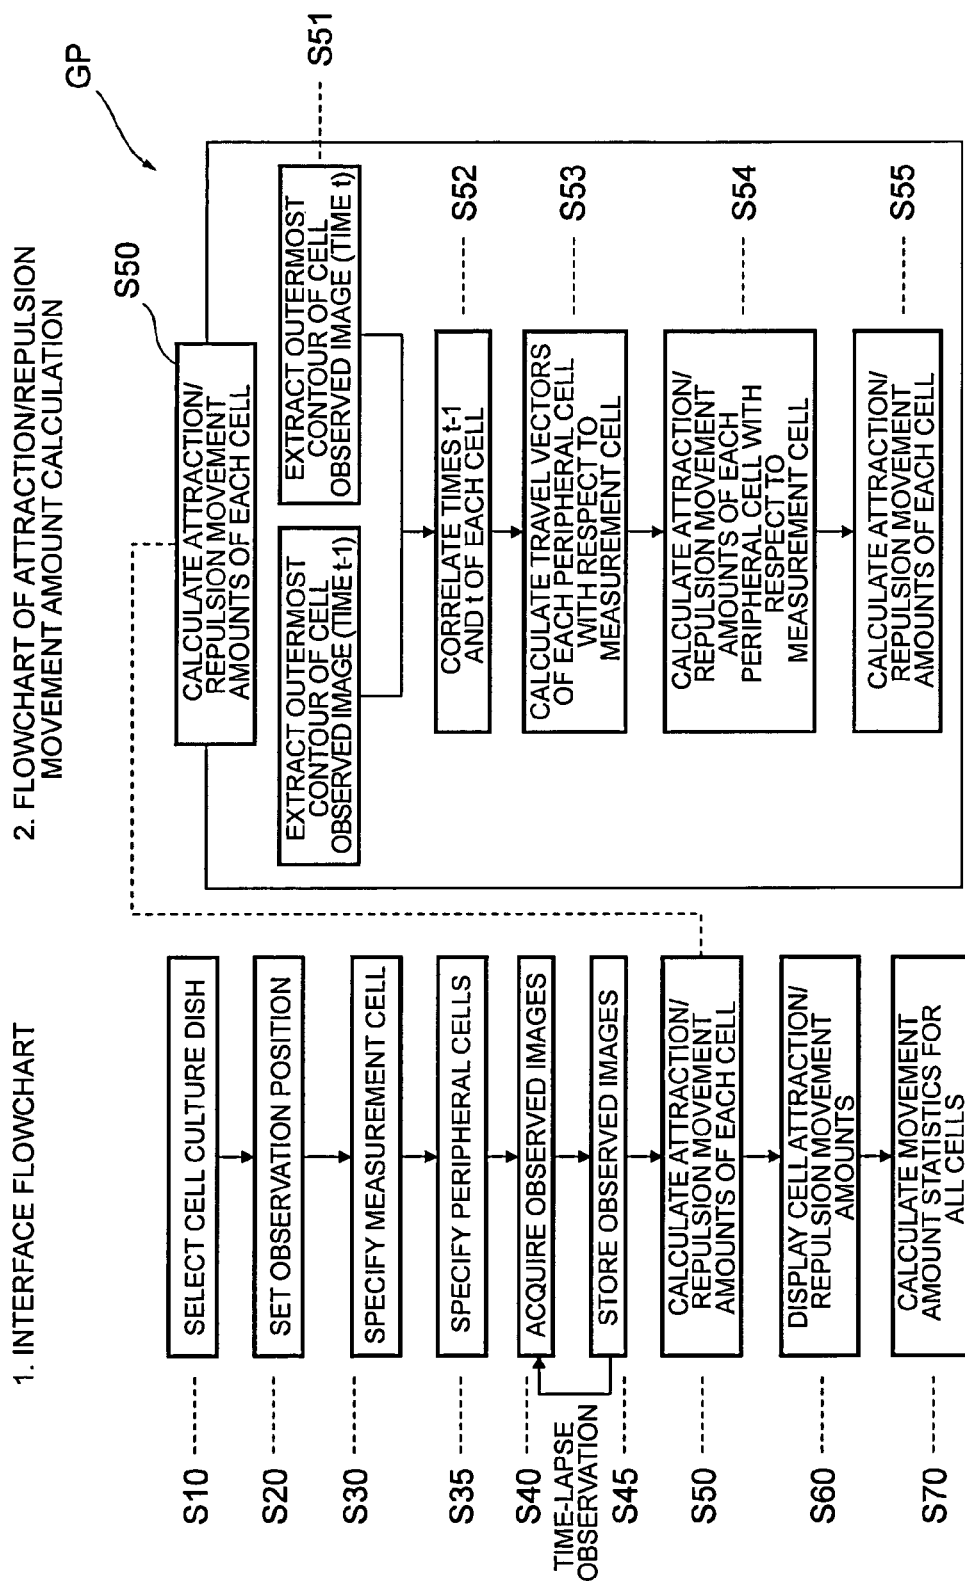 1. INTERFACE FLOWCHART
S10
SELECT CELL CULTURE DISH
S20
SET OBSERVATION POSITION
S30
SPECIFY MEASUREMENT CELL
S35
SPECIFY PERIPHERAL CELLS
S40
ACQUIRE OBSERVED IMAGES
TIME-LAPSE
OBSERVATION
S45
STORE OBSERVED IMAGES
S50
CALCULATE ATTRACTION/
REPULSION MOVEMENT
AMOUNTS OF EACH CELL
S60
DISPLAY CELL ATTRACTION/
REPULSION MOVEMENT
AMOUNTS
S70
CALCULATE MOVEMENT
AMOUNT STATISTICS FOR
ALL CELLS
2. FLOWCHART OF ATTRACTION/REPULSION
MOVEMENT AMOUNT CALCULATION
GP
S50
CALCULATE ATTRACTION/
REPULSION MOVEMENT
AMOUNTS OF EACH CELL
EXTRACT OUTERMOST
CONTOUR OF CELL
OBSERVED IMAGE (TIME t-1)
EXTRACT OUTERMOST
CONTOUR OF CELL
OBSERVED IMAGE (TIME t)
S51
CORRELATE TIMES t-1
AND t OF EACH CELL
S52
CALCULATE TRAVEL VECTORS
OF EACH PERIPHERAL CELL
WITH RESPECT TO
MEASUREMENT CELL
S53
CALCULATE ATTRACTION/
REPULSION MOVEMENT
AMOUNTS OF EACH
PERIPHERAL CELL WITH
RESPECT TO
MEASUREMENT CELL
S54
CALCULATE ATTRACTION/
REPULSION MOVEMENT
AMOUNTS OF EACH CELL
S55